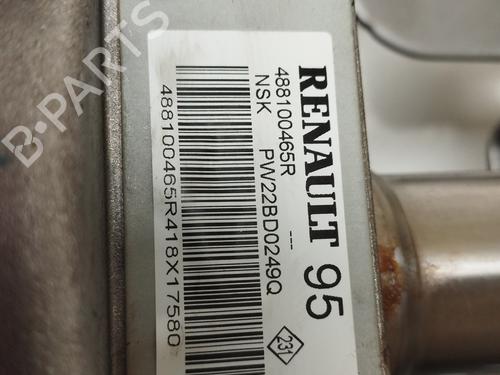 RENAULT 95
488100465R ---
NSK PW22BD0249Q
231
488100465R418X17580
B-PARTS